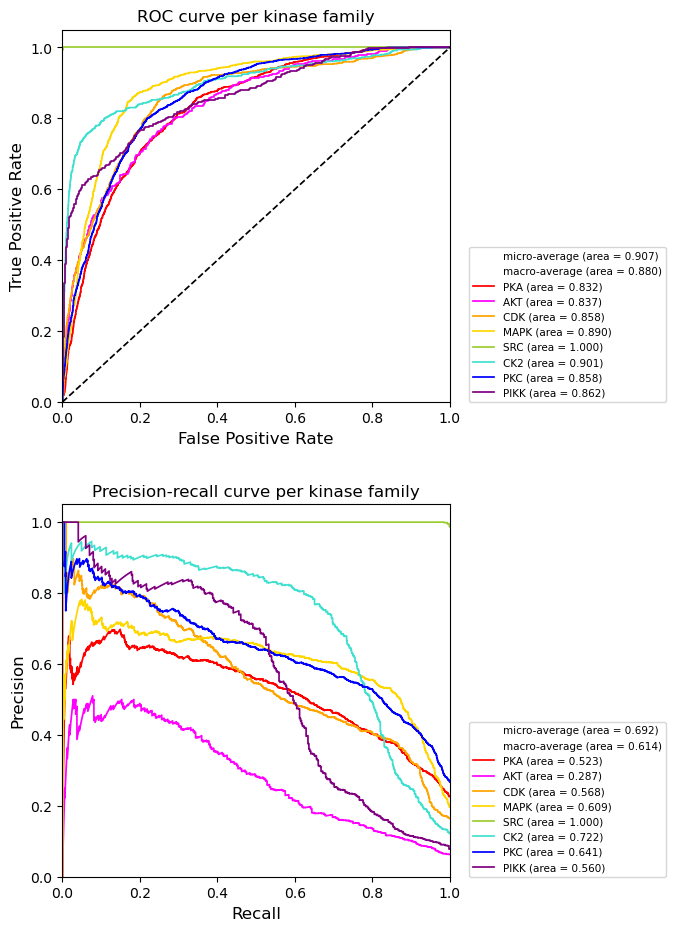 ROC curve per kinase family
1.0
0.8
0.6
0.4
0.2
0.0
True Positive Rate
0.0 0.2 0.4 0.6 0.8 1.0
False Positive Rate
micro-average (area = 0.907)
macro-average (area = 0.880)
PKA (area = 0.832)
AKT (area = 0.837)
CDK (area = 0.858)
MAPK (area = 0.890)
SRC (area = 1.000)
CK2 (area = 0.901)
PKC (area = 0.858)
PIKK (area = 0.862)
Precision-recall curve per kinase family
1.0
0.8
0.6
0.4
0.2
0.0
Precision
0.0 0.2 0.4 0.6 0.8 1.0
Recall
micro-average (area = 0.692)
macro-average (area = 0.614)
PKA (area = 0.523)
AKT (area = 0.287)
CDK (area = 0.568)
MAPK (area = 0.609)
SRC (area = 1.000)
CK2 (area = 0.722)
PKC (area = 0.641)
PIKK (area = 0.560)